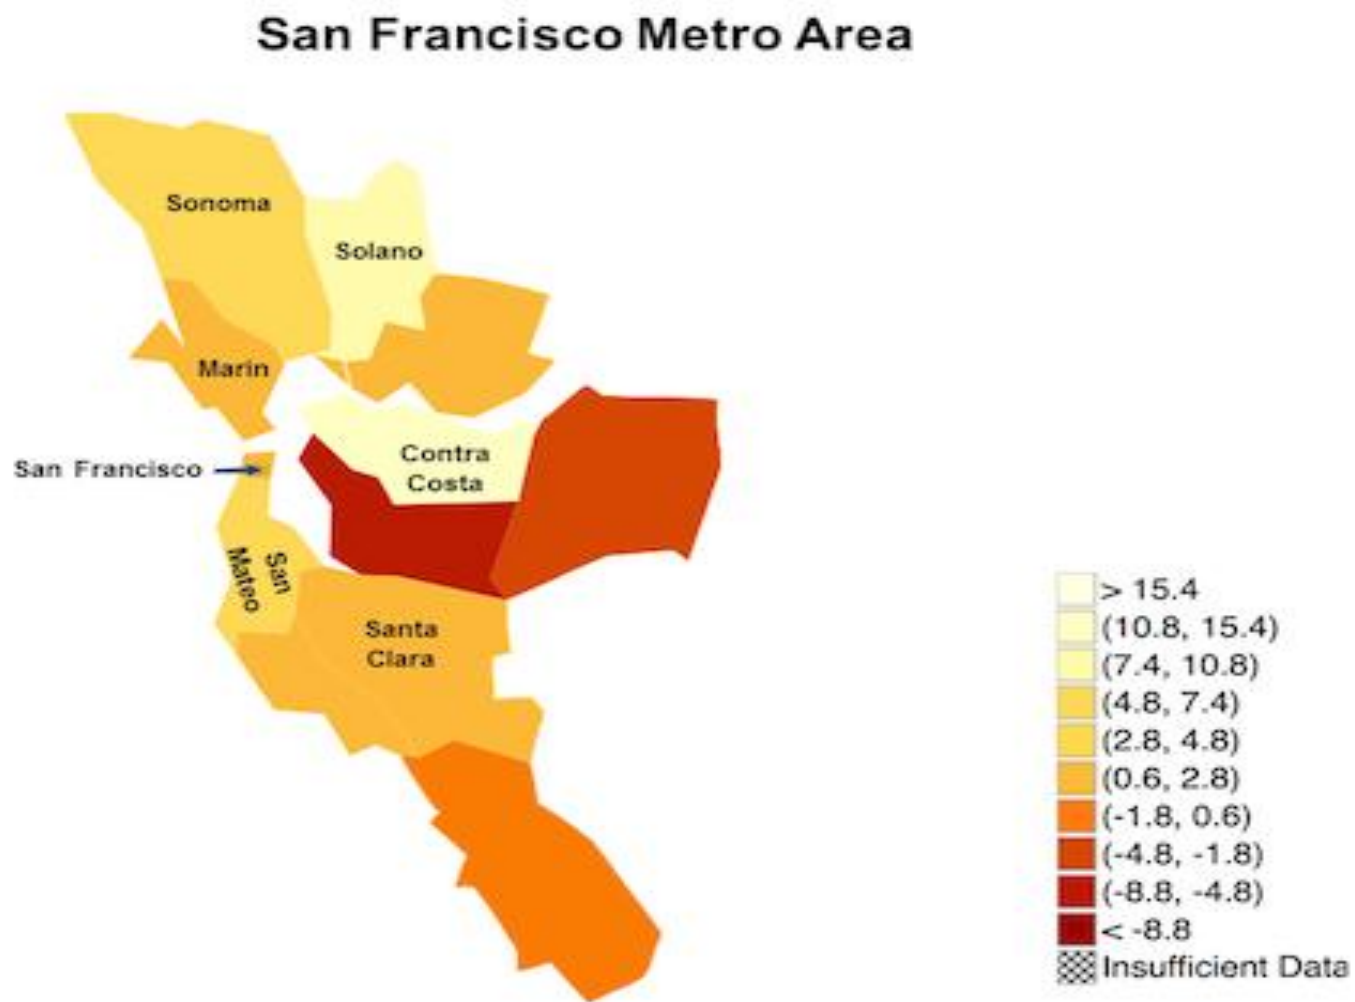 San Francisco Metro Area
Sonoma
Solano
Marin
Contra
Costa
San Francisco
San
Mateo
Santa
Clara
> 15.4
(10.8, 15.4)
(7.4, 10.8)
(4.8, 7.4)
(2.8, 4.8)
(0.6, 2.8)
(-1.8, 0.6)
(-4.8, -1.8)
(-8.8, -4.8)
< -8.8
Insufficient Data